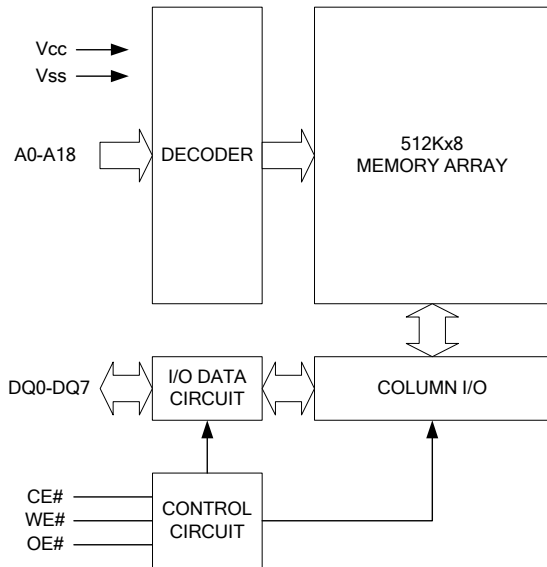 Vcc
Vss
A0-A18
DECODER
512Kx8
MEMORY ARRAY
DQ0-DQ7
I/O DATA
CIRCUIT
COLUMN I/O
CE#
WE#
OE#
CONTROL
CIRCUIT